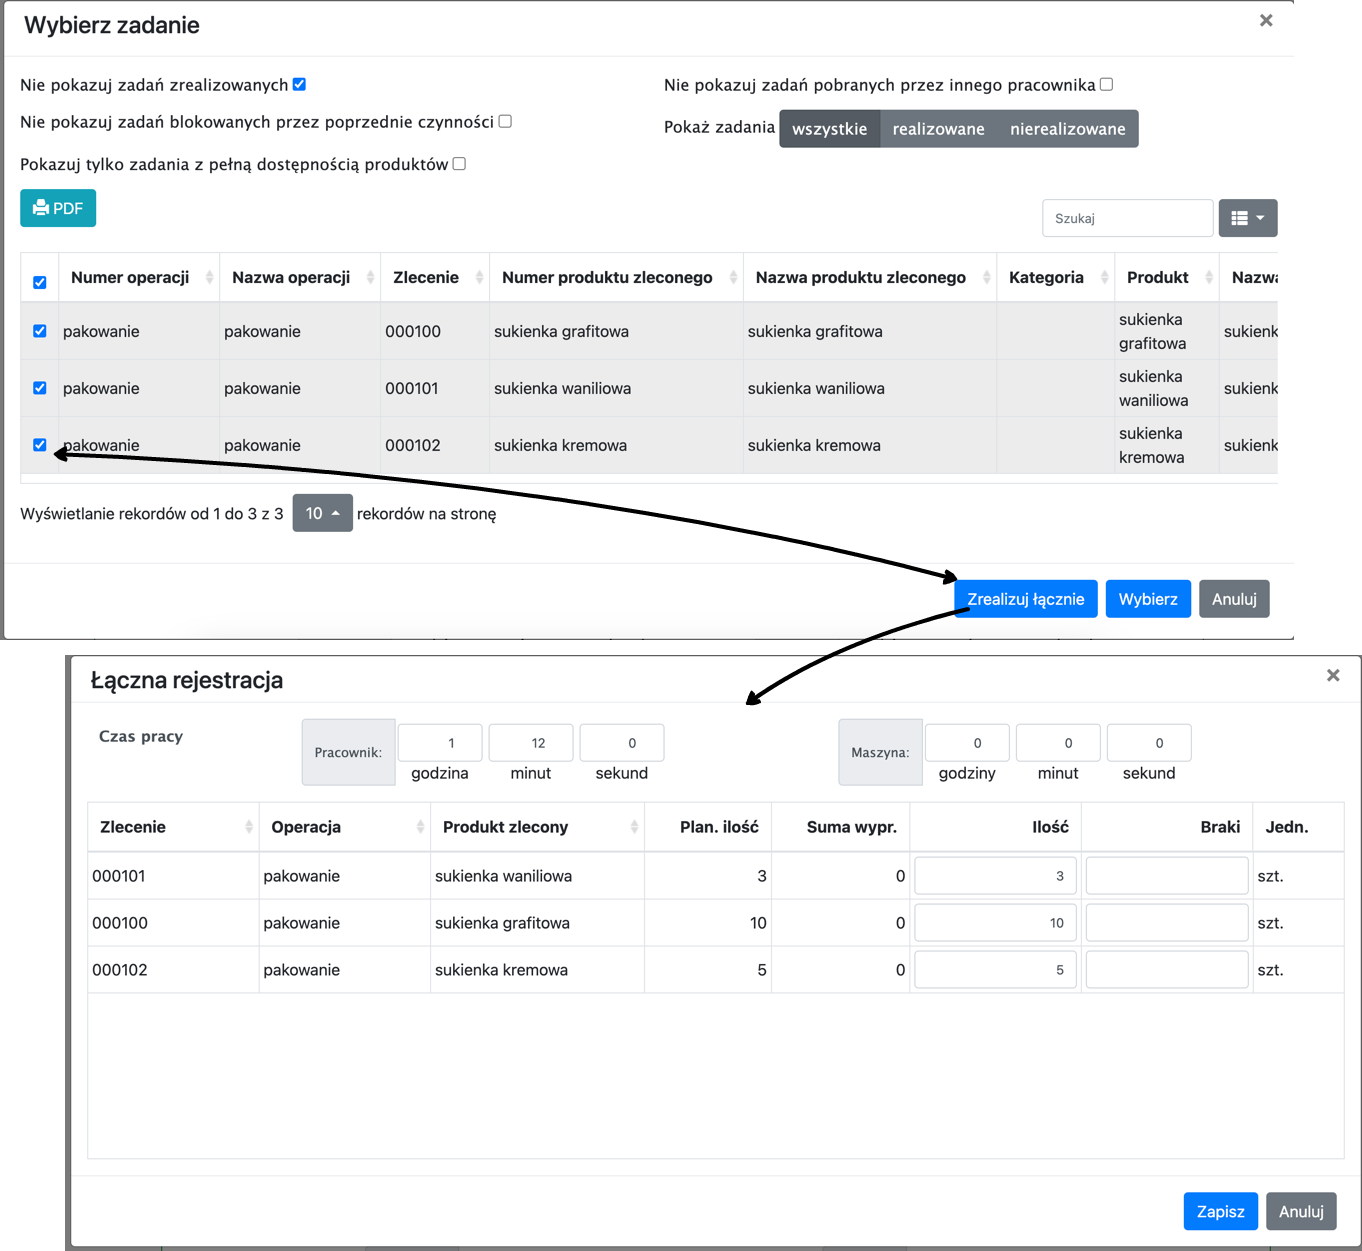 Wybierz zadanie ×
Nie pokazuj zadań zrealizowanych
Nie pokazuj zadań pobranych przez innego pracownika
Nie pokazuj zadań blokowanych przez poprzednie czynności
Pokaż zadania wszystkie realizowane nierealizowane
Pokazuj tylko zadania z pełną dostępnością produktów
PDF
Szukaj
Numer operacji Nazwa operacji Zlecenie Numer produktu zleconego Nazwa produktu zleconego Kategoria Produkt Nazwa
pakowanie pakowanie 000100 sukienka grafitowa sukienka grafitowa sukienka grafitowa sukienk
pakowanie pakowanie 000101 sukienka waniliowa sukienka waniliowa sukienka waniliowa sukienk
pakowanie pakowanie 000102 sukienka kremowa sukienka kremowa sukienka kremowa sukienk
Wyświetlanie rekordów od 1 do 3 z 3 10 rekordów na stronę
Zrealizuj łącznie Wybierz Anuluj
Łączna rejestracja ×
Czas pracy
Pracownik: 1 12 0
godzina minut sekund
Maszyna: 0 0 0
godziny minut sekund
Zlecenie Operacja Produkt zlecony Plan. ilość Suma wypr. Ilość Braki Jedn.
000101 pakowanie sukienka waniliowa 3 0 3 szt.
000100 pakowanie sukienka grafitowa 10 0 10 szt.
000102 pakowanie sukienka kremowa 5 0 5 szt.
Zapisz Anuluj